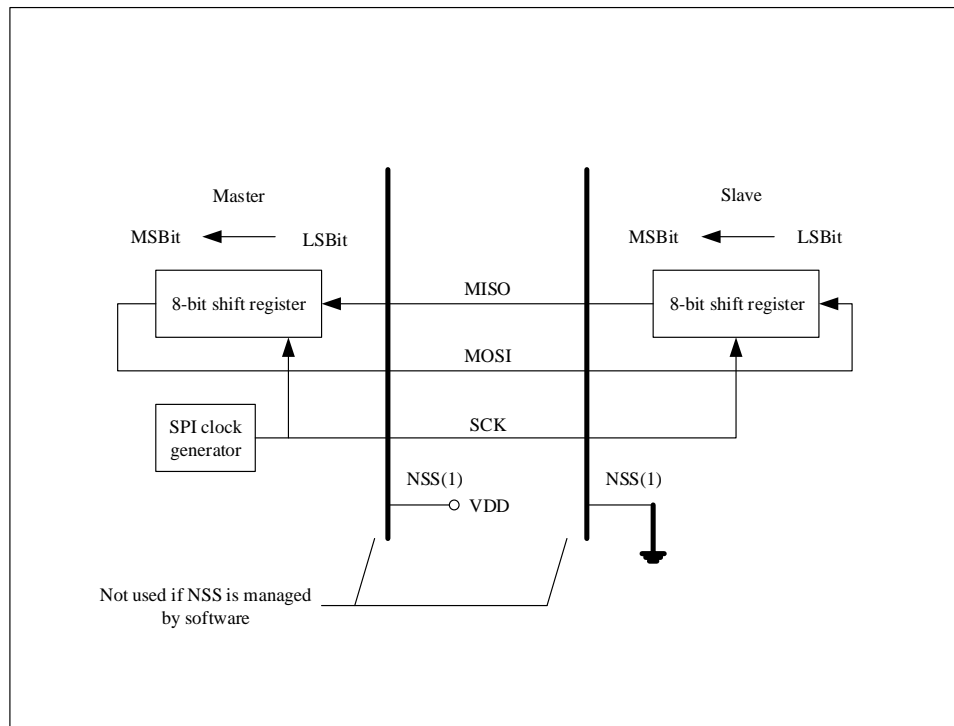 Master
Slave
MSBit
LSBit
MSBit
LSBit
8-bit shift register
MISO
8-bit shift register
MOSI
SPI clock
generator
SCK
NSS(1)
NSS(1)
VDD
Not used if NSS is managed
by software